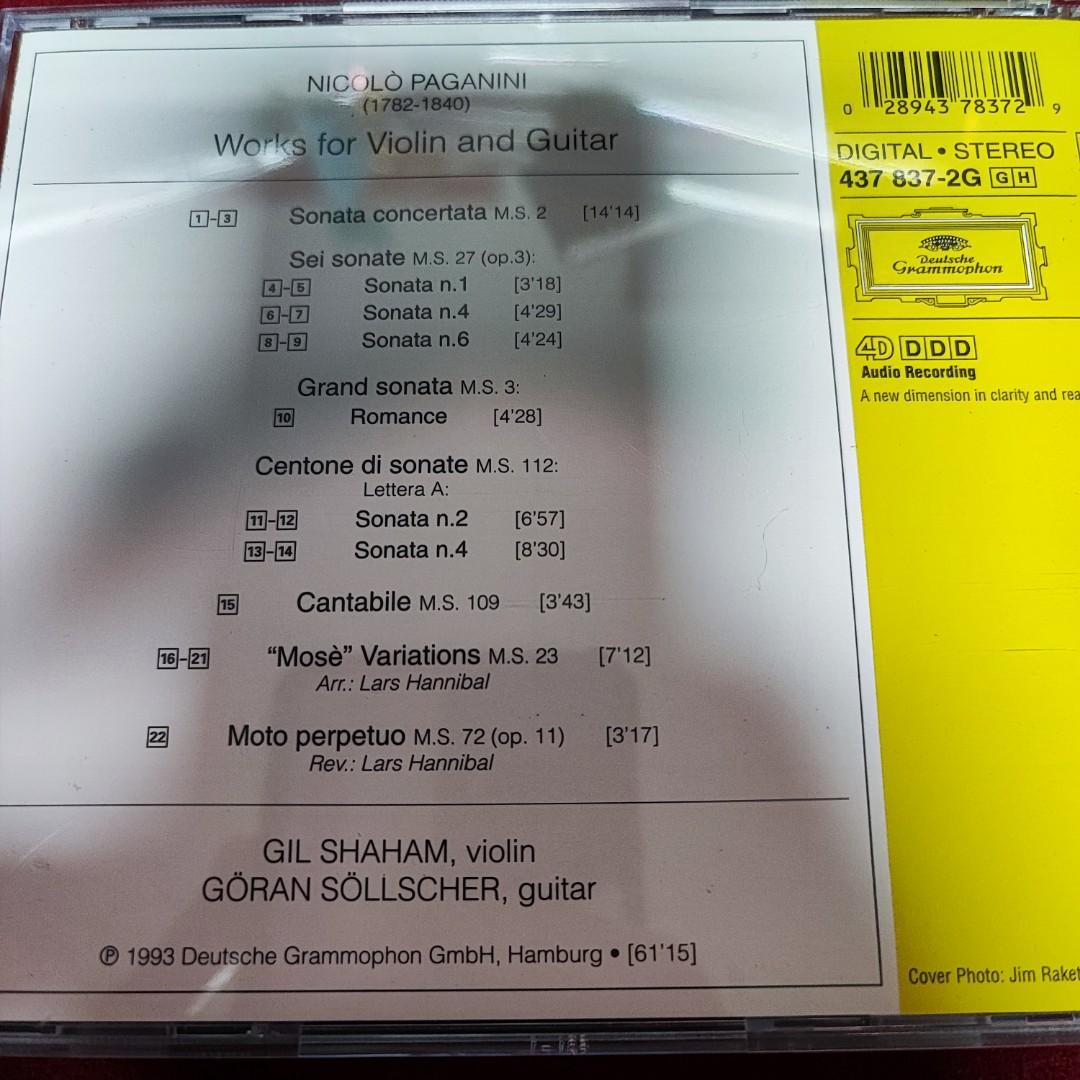 NICOLÒ PAGANINI
(1782-1840)
Works for Violin and Guitar
1-3 Sonata concertata M.S. 2 [14'14]
Sei sonate M.S. 27 (op.3):
4-5 Sonata n.1 [3'18]
6-7 Sonata n.4 [4'29]
8-9 Sonata n.6 [4'24]
Grand sonata M.S. 3:
10 Romance [4'28]
Centone di sonate M.S. 112:
Lettera A:
11-12 Sonata n.2 [6'57]
13-14 Sonata n.4 [8'30]
15 Cantabile M.S. 109 [3'43]
16-21 “Mosè” Variations M.S. 23 [7'12]
Arr.: Lars Hannibal
22 Moto perpetuo M.S. 72 (op. 11) [3'17]
Rev.: Lars Hannibal
GIL SHAHAM, violin
GÖRAN SÖLLSCHER, guitar
℗ 1993 Deutsche Grammophon GmbH, Hamburg • [61'15]
0 28943 78372 9
DIGITAL • STEREO
437 837-2G GH
Deutsche
Grammophon
4D DDD
Audio Recording
A new dimension in clarity and
Cover Photo: Jim